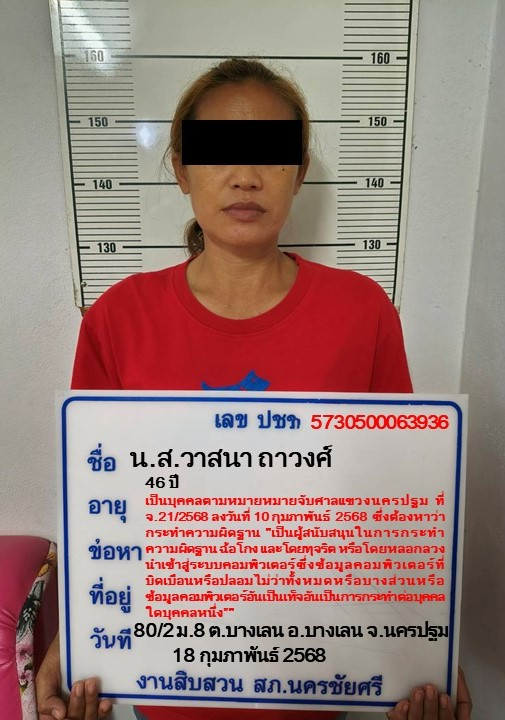 160 160
150 150
140 140
130 130
เลข ปชช 5730500063936
ชื่อ น.ส.วาสนา ถาวงศ์
46 ปี
อายุ เป็นบุคคลตามหมายหมายจับศาลแขวงนครปฐม ที่
จ.21/2568 ลงวันที่ 10 กุมภาพันธ์ 2568 ซึ่งต้องหาว่า
กระทำความผิดฐาน "เป็นผู้สนับสนุนในการกระทำ
ข้อหา ความผิดฐาน ฉ้อโกง และโดยทุจริต หรือโดยหลอกลวง
นำเข้าสู่ระบบคอมพิวเตอร์ซึ่งข้อมูลคอมพิวเตอร์ที่
บิดเบือนหรือปลอมไม่ว่าทั้งหมดหรือบางส่วนหรือ
ที่อยู่ ข้อมูลคอมพิวเตอร์อันเป็นเท็จอันเป็นการกระทำต่อบุคคล
ใดบุคคลหนึ่ง""
วันที่ 80/2 ม.8 ต.บางเลน อ.บางเลน จ.นครปฐม
18 กุมภาพันธ์ 2568
งานสืบสวน สภ.นครชัยศรี